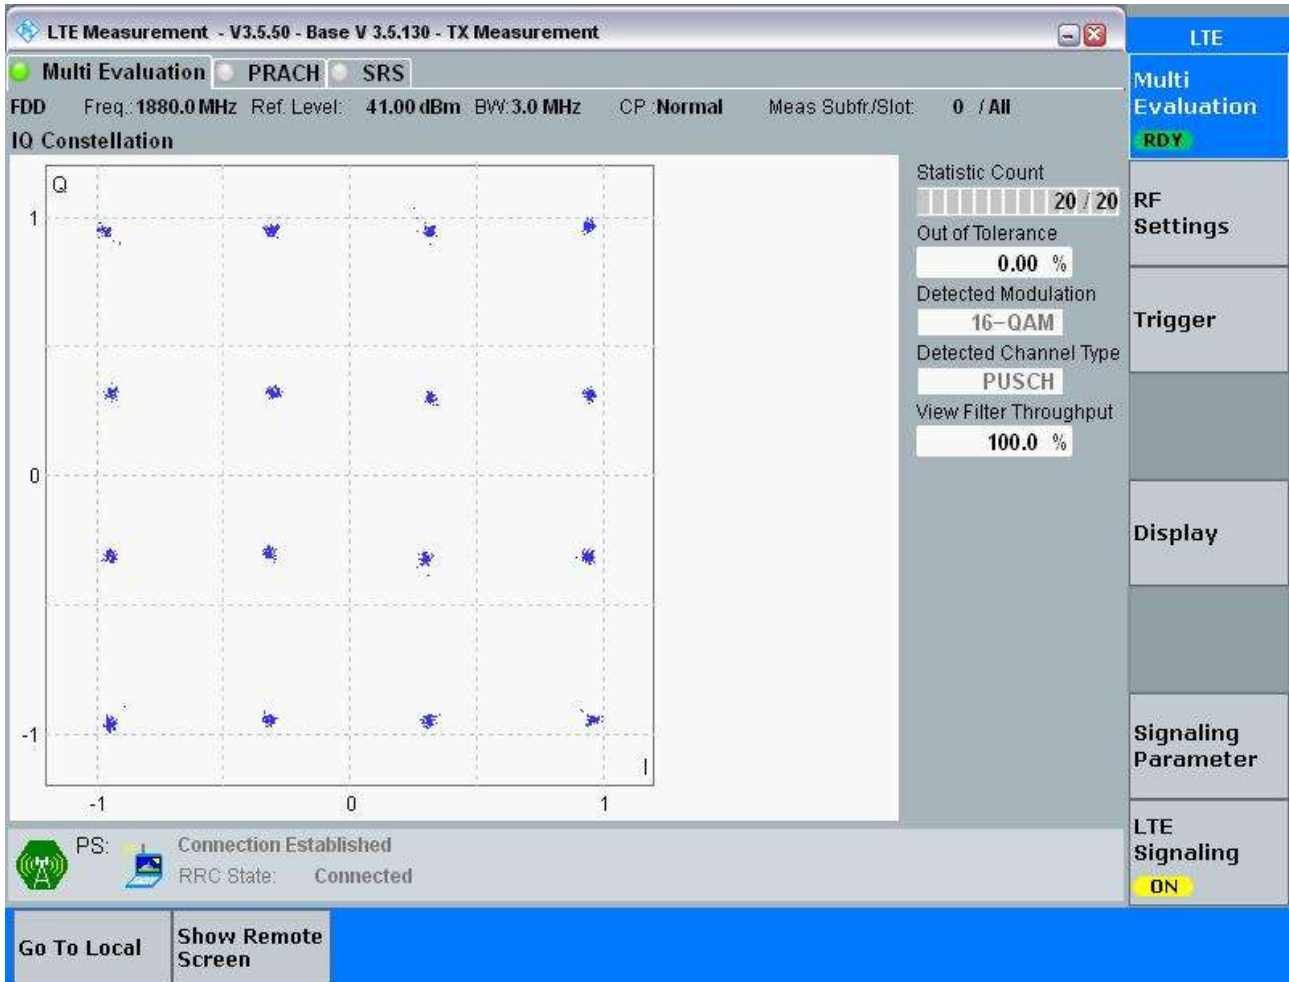 LTE Measurement - V3.5.50 - Base V 3.5.130 - TX Measurement
LTE
Multi Evaluation PRACH SRS
FDD Freq.:1880.0 MHz Ref. Level: 41.00 dBm BW:3.0 MHz CP :Normal Meas Subfr./Slot: 0 / All
IQ Constellation
Multi
Evaluation
RDY
Statistic Count
20 / 20
Out of Tolerance
0.00 %
Detected Modulation
16-QAM
Detected Channel Type
PUSCH
View Filter Throughput
100.0 %
RF
Settings
Trigger
Display
Signaling
Parameter
LTE
Signaling
ON
Q
1
0
-1
I
-1 0 1
PS: Connection Established
RRC State: Connected
Go To Local
Show Remote
Screen